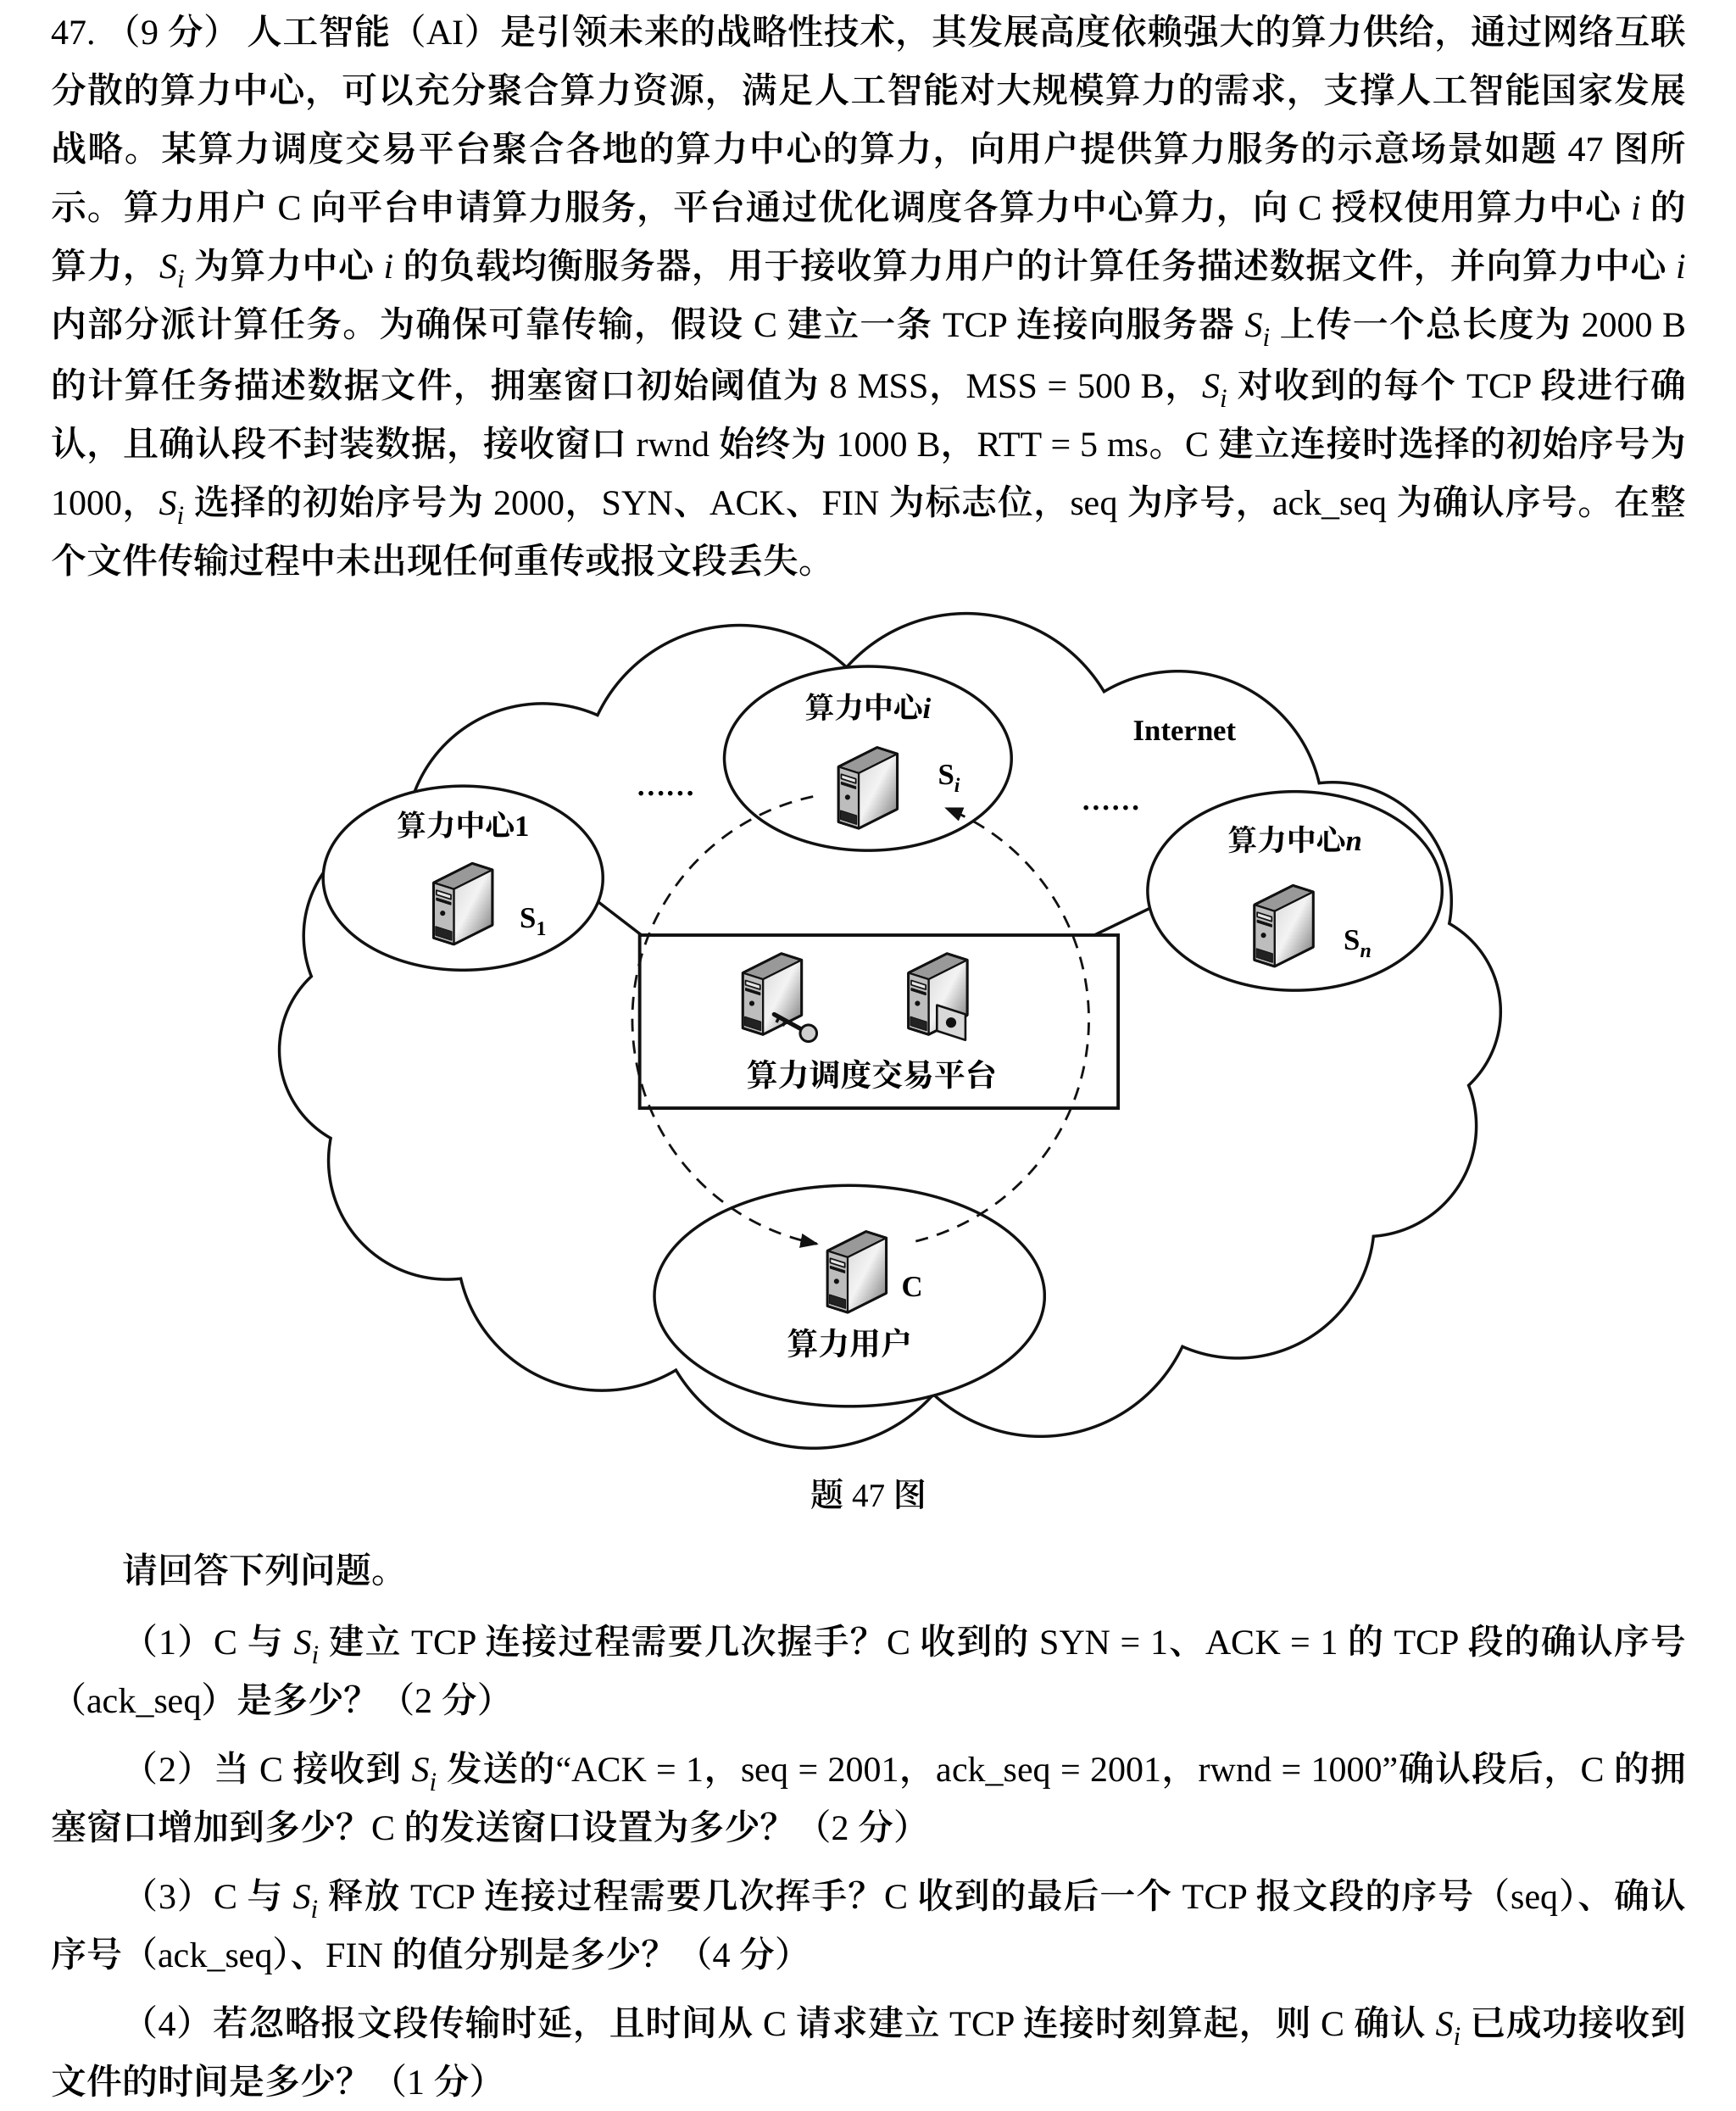 47. （9 分） 人工智能（AI）是引领未来的战略性技术，其发展高度依赖强大的算力供给，通过网络互联
分散的算力中心，可以充分聚合算力资源，满足人工智能对大规模算力的需求，支撑人工智能国家发展
战略。某算力调度交易平台聚合各地的算力中心的算力，向用户提供算力服务的示意场景如题 47 图所
示。算力用户 C 向平台申请算力服务，平台通过优化调度各算力中心算力，向 C 授权使用算力中心 i 的
算力，Si 为算力中心 i 的负载均衡服务器，用于接收算力用户的计算任务描述数据文件，并向算力中心 i
内部分派计算任务。为确保可靠传输，假设 C 建立一条 TCP 连接向服务器 Si 上传一个总长度为 2000 B
的计算任务描述数据文件，拥塞窗口初始阈值为 8 MSS，MSS = 500 B，Si 对收到的每个 TCP 段进行确
认，且确认段不封装数据，接收窗口 rwnd 始终为 1000 B，RTT = 5 ms。C 建立连接时选择的初始序号为
1000，Si 选择的初始序号为 2000，SYN、ACK、FIN 为标志位，seq 为序号，ack_seq 为确认序号。在整
个文件传输过程中未出现任何重传或报文段丢失。
算力中心i
Internet
Si
……
……
算力中心1
算力中心n
S1
Sn
算力调度交易平台
C
算力用户
题 47 图
请回答下列问题。
（1）C 与 Si 建立 TCP 连接过程需要几次握手？C 收到的 SYN = 1、ACK = 1 的 TCP 段的确认序号
（ack_seq）是多少？（2 分）
（2）当 C 接收到 Si 发送的“ACK = 1，seq = 2001，ack_seq = 2001，rwnd = 1000”确认段后，C 的拥
塞窗口增加到多少？C 的发送窗口设置为多少？（2 分）
（3）C 与 Si 释放 TCP 连接过程需要几次挥手？C 收到的最后一个 TCP 报文段的序号（seq）、确认
序号（ack_seq）、FIN 的值分别是多少？（4 分）
（4）若忽略报文段传输时延，且时间从 C 请求建立 TCP 连接时刻算起，则 C 确认 Si 已成功接收到
文件的时间是多少？（1 分）